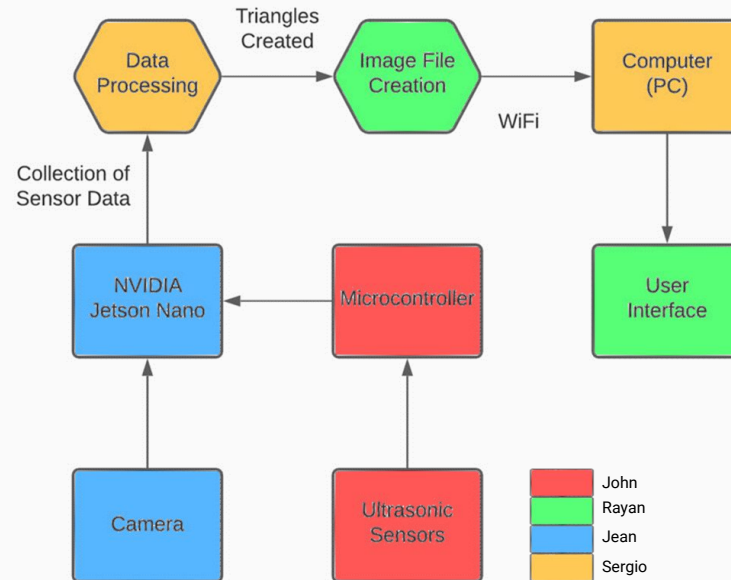 Triangles
Created
Data
Processing
Image File
Creation
Computer
(PC)
WiFi
Collection of
Sensor Data
NVIDIA
Jetson Nano
Microcontroller
User
Interface
Camera
Ultrasonic
Sensors
John
Rayan
Jean
Sergio